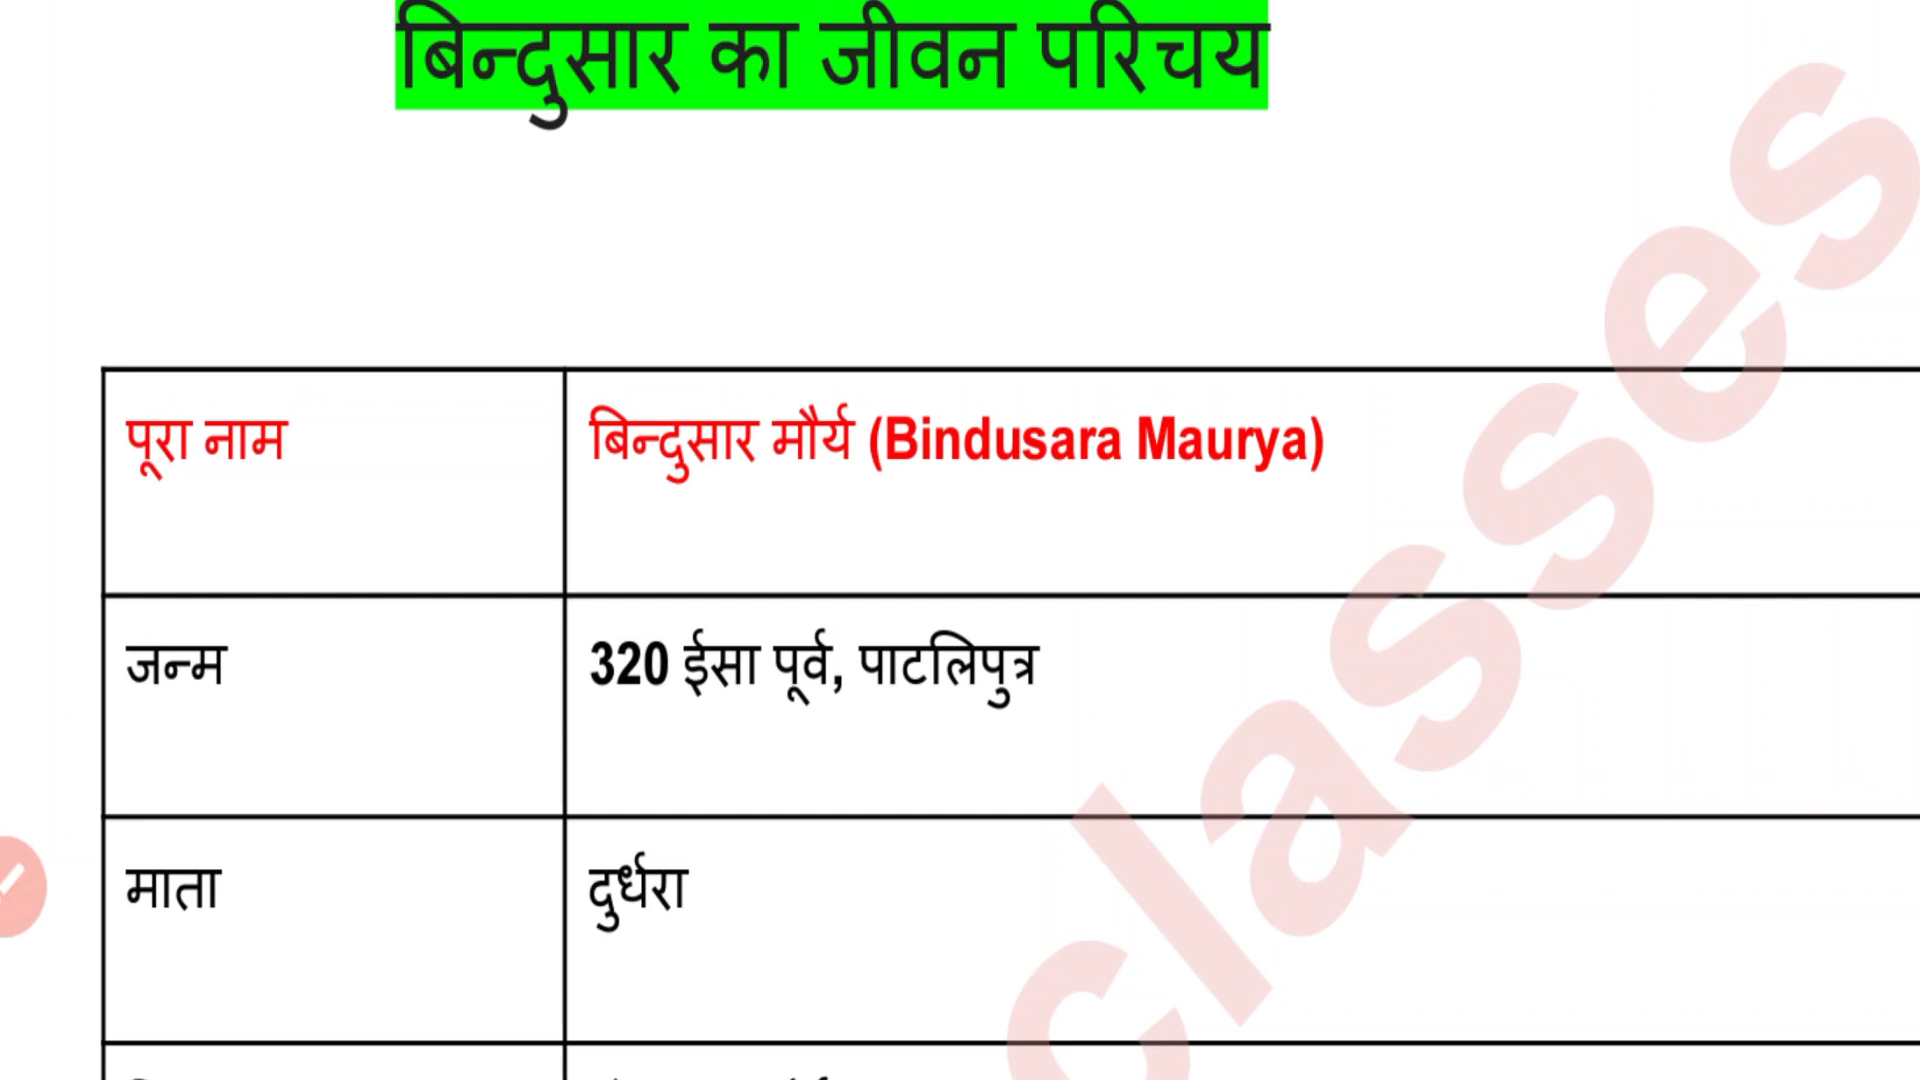 बिन्दुसार का जीवन परिचय
पूरा नाम
बिन्दुसार मौर्य (Bindusara Maurya)
जन्म
320 ईसा पूर्व, पाटलिपुत्र
माता
दुर्धरा
classes